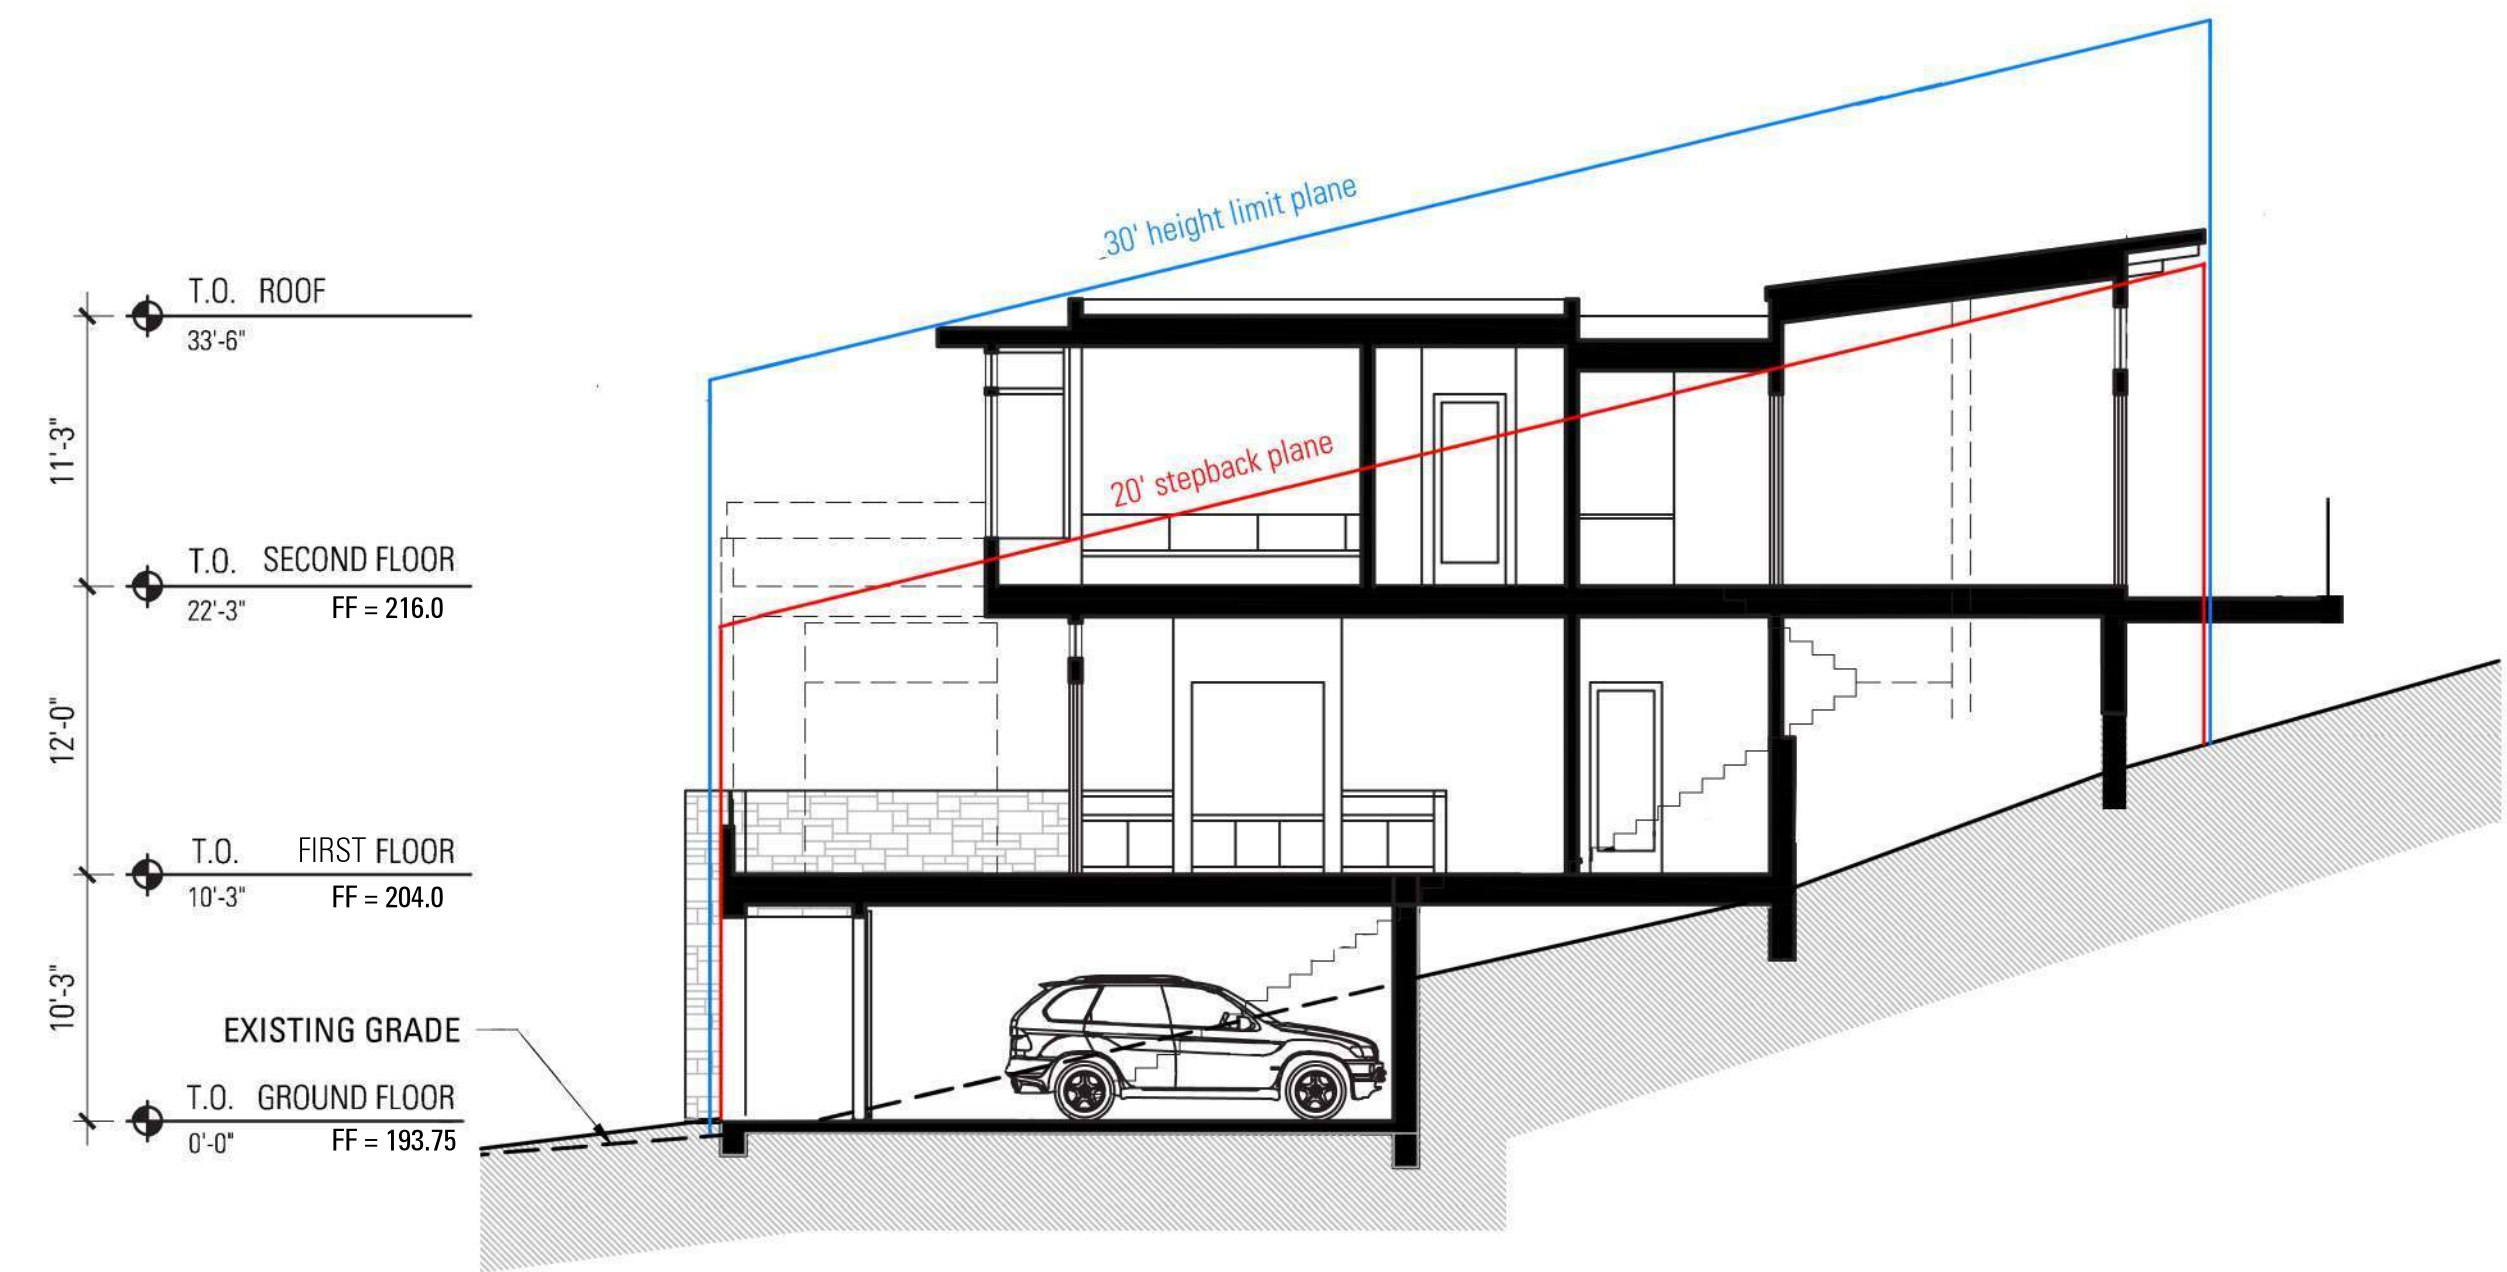 30' height limit plane
T.O. ROOF
33'-6"
11'-3"
20' stepback plane
T.O. SECOND FLOOR
22'-3" FF = 216.0
12'-0"
T.O. FIRST FLOOR
10'-3" FF = 204.0
10'-3"
EXISTING GRADE
T.O. GROUND FLOOR
0'-0" FF = 193.75